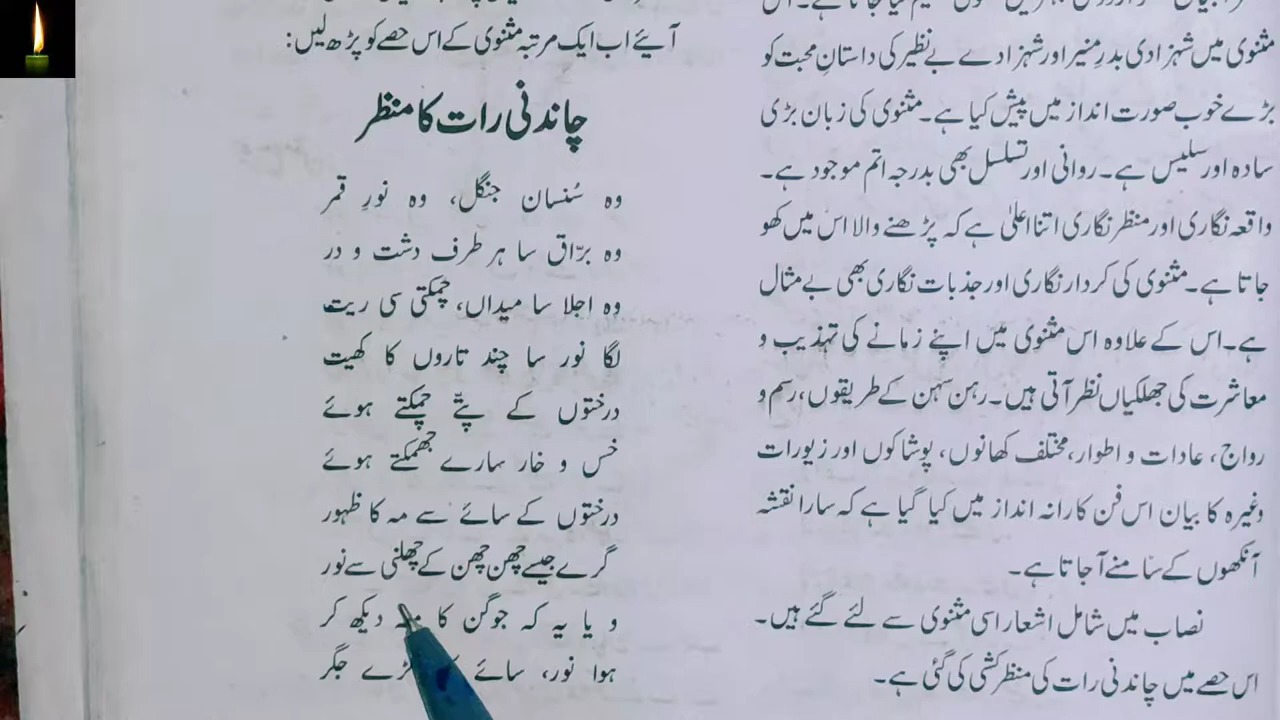 مثنوی میں شہزادی بدرِ منیر اور شہزادے بے نظیر کی داستانِ محبت کو
بڑے خوب صورت انداز میں پیش کیا ہے۔ مثنوی کی زبان بڑی
سادہ اور سلیس ہے۔ روانی اور تسلسل بھی بدرجہ اتم موجود ہے۔
واقعہ نگاری اور منظر نگاری اتنا اعلیٰ ہے کہ پڑھنے والا اس میں کھو
جاتا ہے۔ مثنوی کی کردار نگاری اور جذبات نگاری بھی بے مثال
ہے۔ اس کے علاوہ اس مثنوی میں اپنے زمانے کی تہذیب و
معاشرت کی جھلکیاں نظر آتی ہیں۔ رہن سہن کے طریقوں، رسم و
رواج، عادات و اطوار، مختلف کھانوں، پوشاکوں اور زیورات
وغیرہ کا بیان اس فن کارانہ انداز میں کیا گیا ہے کہ سارا نقشہ
آنکھوں کے سامنے آ جاتا ہے۔
نصاب میں شامل اشعار اسی مثنوی سے لئے گئے ہیں۔
اس حصے میں چاندنی رات کی منظر کشی کی گئی ہے۔
آیئے اب ایک مرتبہ مثنوی کے اس حصے کو پڑھ لیں:
چاندنی رات کا منظر
وہ سُنسان جنگل، وہ نورِ قمر
وہ برّاق سا ہر طرف دشت و در
وہ اجلا سا میداں، چمکتی سی ریت
لگا نور سا چند تاروں کا کھیت
درختوں کے پتّے چمکتے ہوئے
خس و خار سارے جھمکتے ہوئے
درختوں کے سائے سے مہ کا ظہور
گرے جیسے چھن چھن کے چھلنی سے نور
و یا یہ کہ جوگن کا دیکھ کر
ہوا نور، سائے جگر